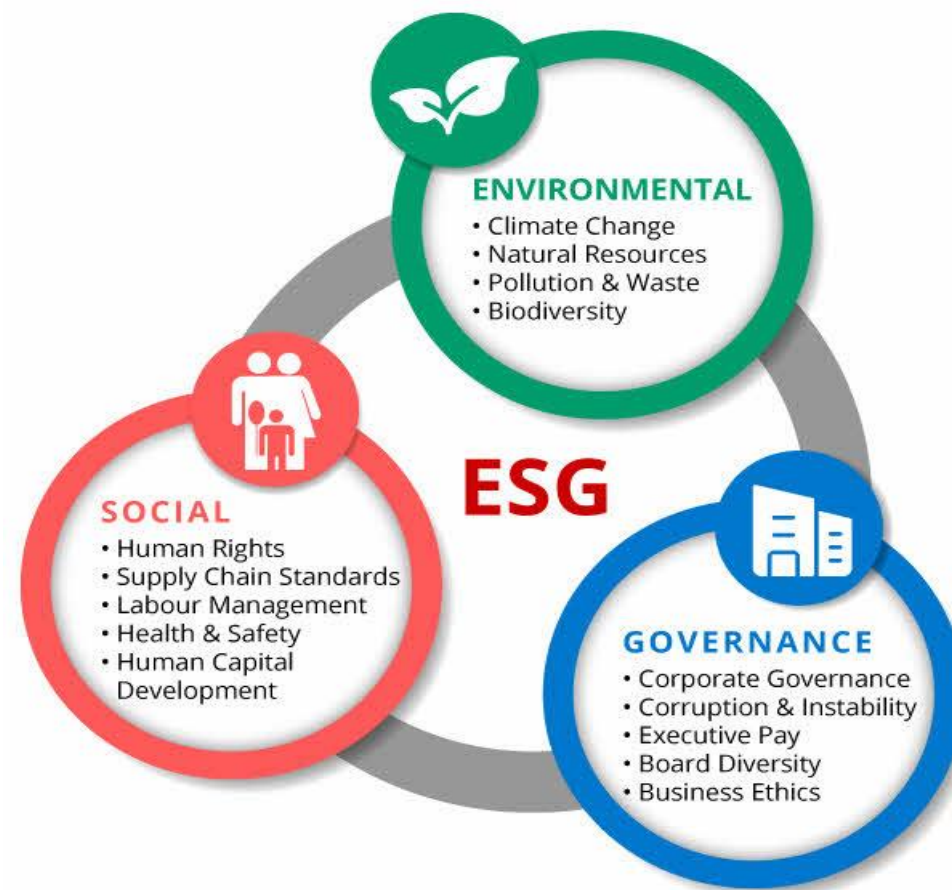 ENVIRONMENTAL
• Climate Change
• Natural Resources
• Pollution & Waste
• Biodiversity
ESG
SOCIAL
• Human Rights
• Supply Chain Standards
• Labour Management
• Health & Safety
• Human Capital
Development
GOVERNANCE
• Corporate Governance
• Corruption & Instability
• Executive Pay
• Board Diversity
• Business Ethics